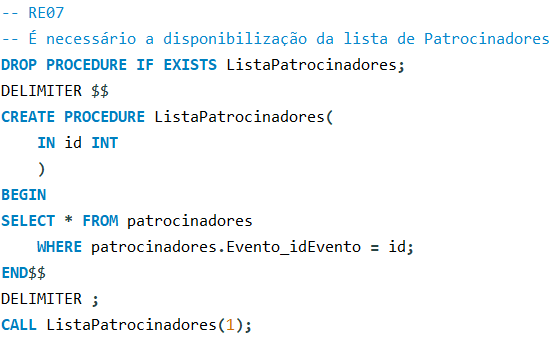 -- RE07
-- É necessário a disponibilização da lista de Patrocinadores
DROP PROCEDURE IF EXISTS ListaPatrocinadores;
DELIMITER $$
CREATE PROCEDURE ListaPatrocinadores(
    IN id INT
    )
BEGIN
SELECT * FROM patrocinadores
    WHERE patrocinadores.Evento_idEvento = id;
END$$
DELIMITER ;
CALL ListaPatrocinadores(1);